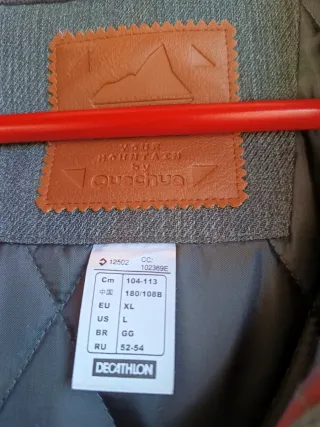 YOUR
MOUNTAIN
by
Quechua
12502 CC:
102369E
Cm 104-113
中国 180/108B
EU XL
US L
BR GG
RU 52-54
DECATHLON